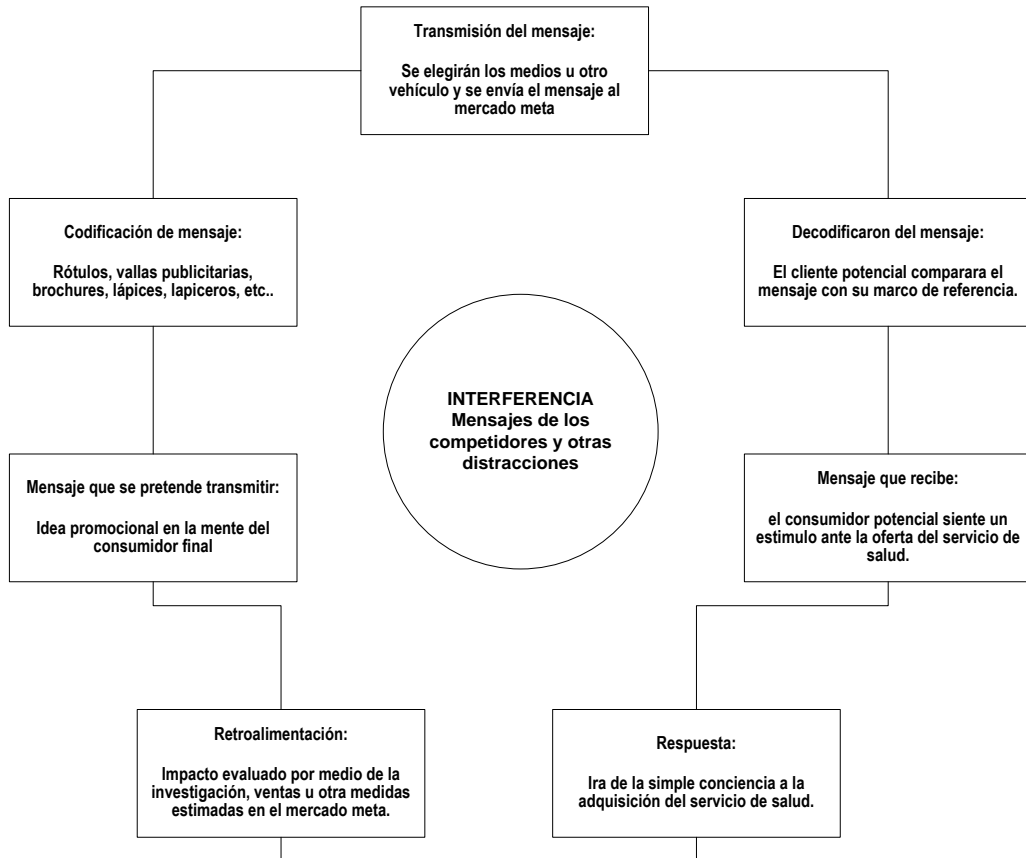 Transmisión del mensaje:
Se elegirán los medios u otro
vehículo y se envía el mensaje al
mercado meta
Codificación de mensaje:
Rótulos, vallas publicitarias,
brochures, lápices, lapiceros, etc..
Decodificaron del mensaje:
El cliente potencial comparara el
mensaje con su marco de referencia.
INTERFERENCIA
Mensajes de los
competidores y otras
distracciones
Mensaje que se pretende transmitir:
Idea promocional en la mente del
consumidor final
Mensaje que recibe:
el consumidor potencial siente un
estimulo ante la oferta del servicio de
salud.
Retroalimentación:
Impacto evaluado por medio de la
investigación, ventas u otra medidas
estimadas en el mercado meta.
Respuesta:
Ira de la simple conciencia a la
adquisición del servicio de salud.